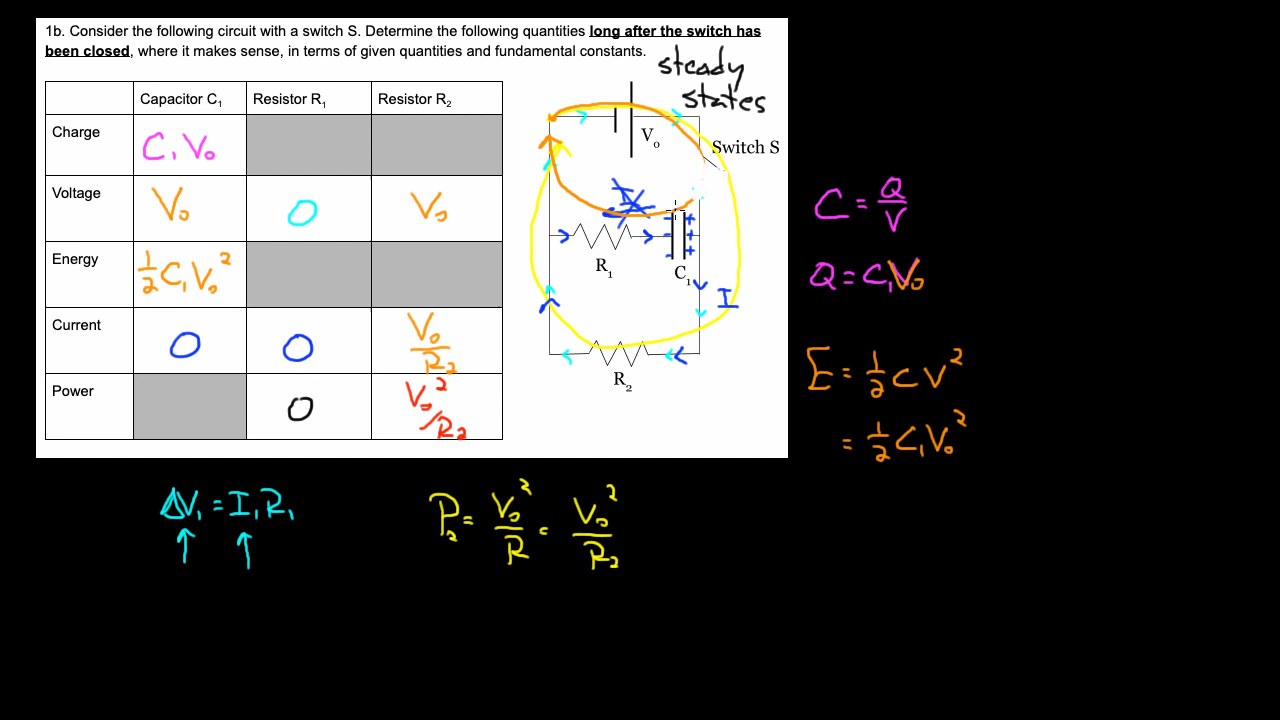 1b. Consider the following circuit with a switch S. Determine the following quantities long after the switch has
been closed, where it makes sense, in terms of given quantities and fundamental constants.
steady
states
Capacitor C₁ Resistor R₁ Resistor R₂
Charge C₁V₀
Voltage V₀ 0 V₀
Energy ½C₁V₀²
Current 0 0 V₀/R₂
Power 0 V₀²/R₂
V₀
Switch S
I
R₁
C₁
I
R₂
C = Q/V
Q = C₁V₀
E = ½CV²
= ½C₁V₀²
ΔV₁ = I₁R₁
P₂ = V₀²/R = V₀²/R₂